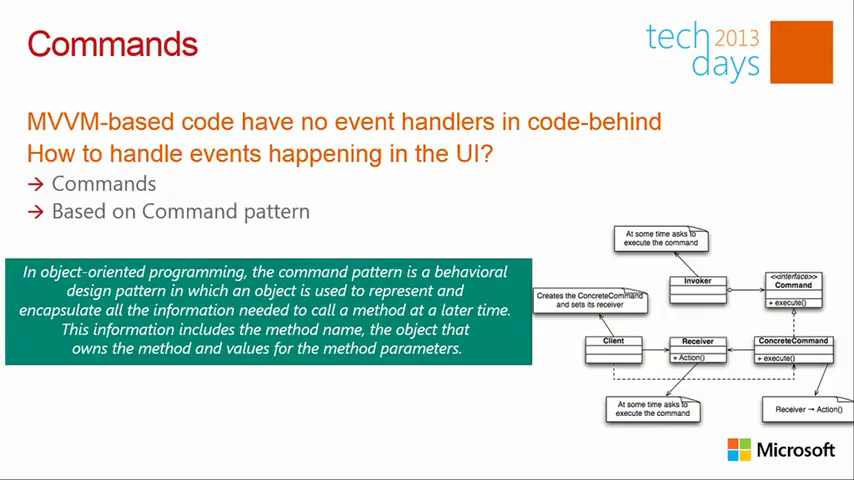 Commands
tech 2013
days
MVVM-based code have no event handlers in code-behind
How to handle events happening in the UI?
→ Commands
→ Based on Command pattern
In object-oriented programming, the command pattern is a behavioral
design pattern in which an object is used to represent and
encapsulate all the information needed to call a method at a later time.
This information includes the method name, the object that
owns the method and values for the method parameters.
At some time asks to
execute the command
Invoker
<<interface>>
Command
+ execute()
Creates the ConcreteCommand
and sets its receiver
Client
Receiver
+ Action()
ConcreteCommand
+ execute()
At some time asks to
execute the command
Receiver → Action()
Microsoft